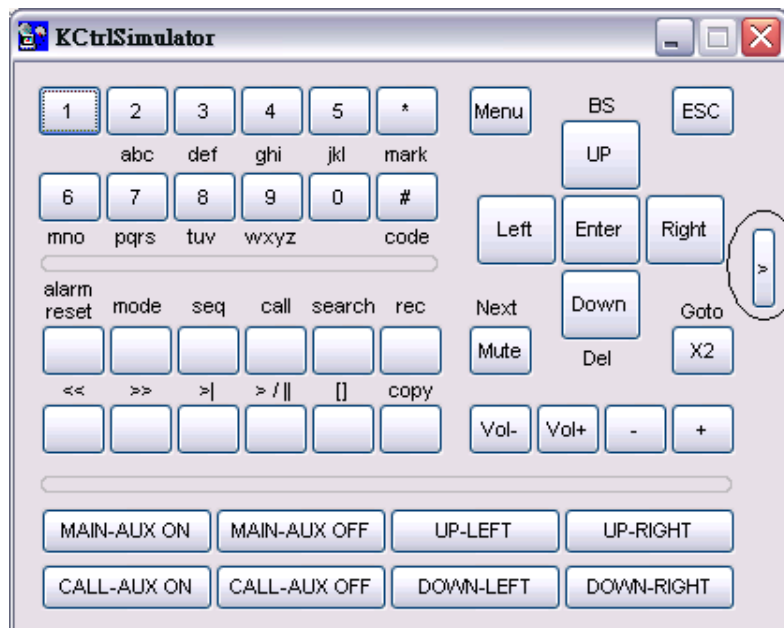 KCtrlSimulator
1 2 3 4 5 *
abc def ghi jkl mark
6 7 8 9 0 #
mno pqrs tuv wxyz code
Menu BS ESC
UP
Left Enter Right
>
Next Down Goto
Mute Del X2
alarm reset mode seq call search rec
<< >> >| > / || [] copy
Vol- Vol+ - +
MAIN-AUX ON MAIN-AUX OFF UP-LEFT UP-RIGHT
CALL-AUX ON CALL-AUX OFF DOWN-LEFT DOWN-RIGHT